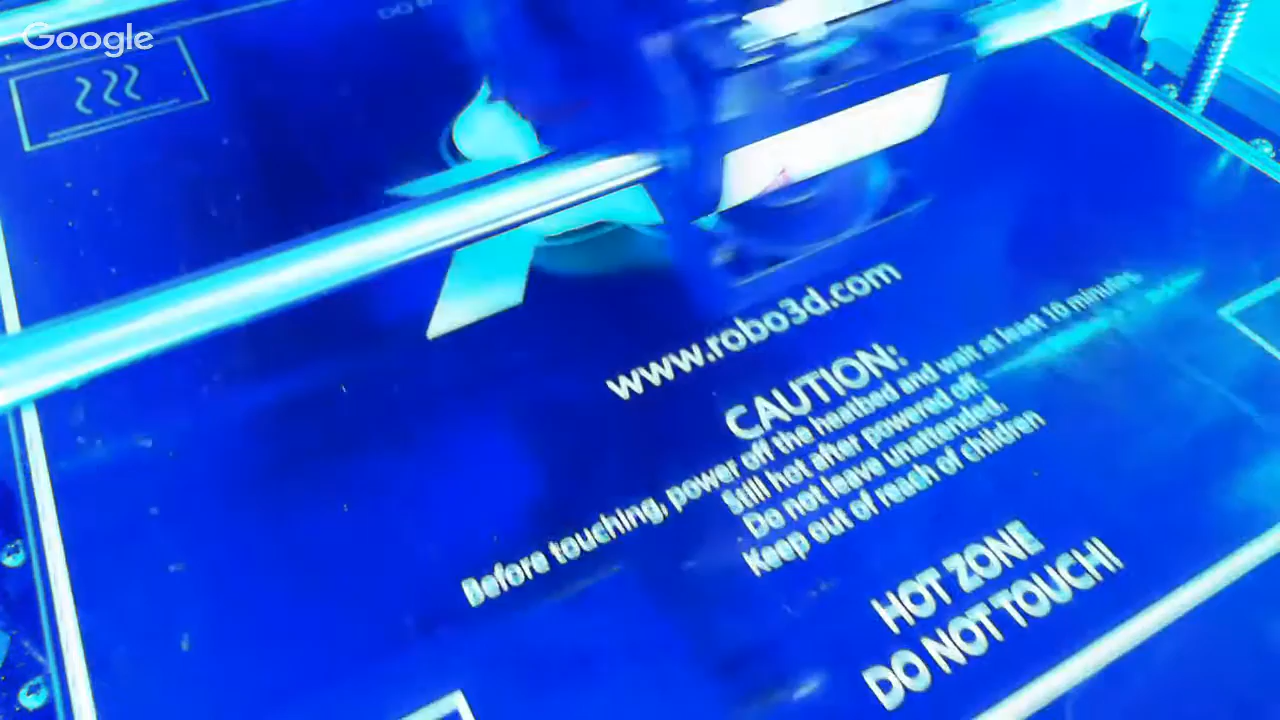 Google
www.robo3d.com
CAUTION:
Before touching, power off the heatbed and wait at least 10 minutes.
Still hot after powered off.
Do not leave unattended.
Keep out of reach of children
HOT ZONE
DO NOT TOUCH!